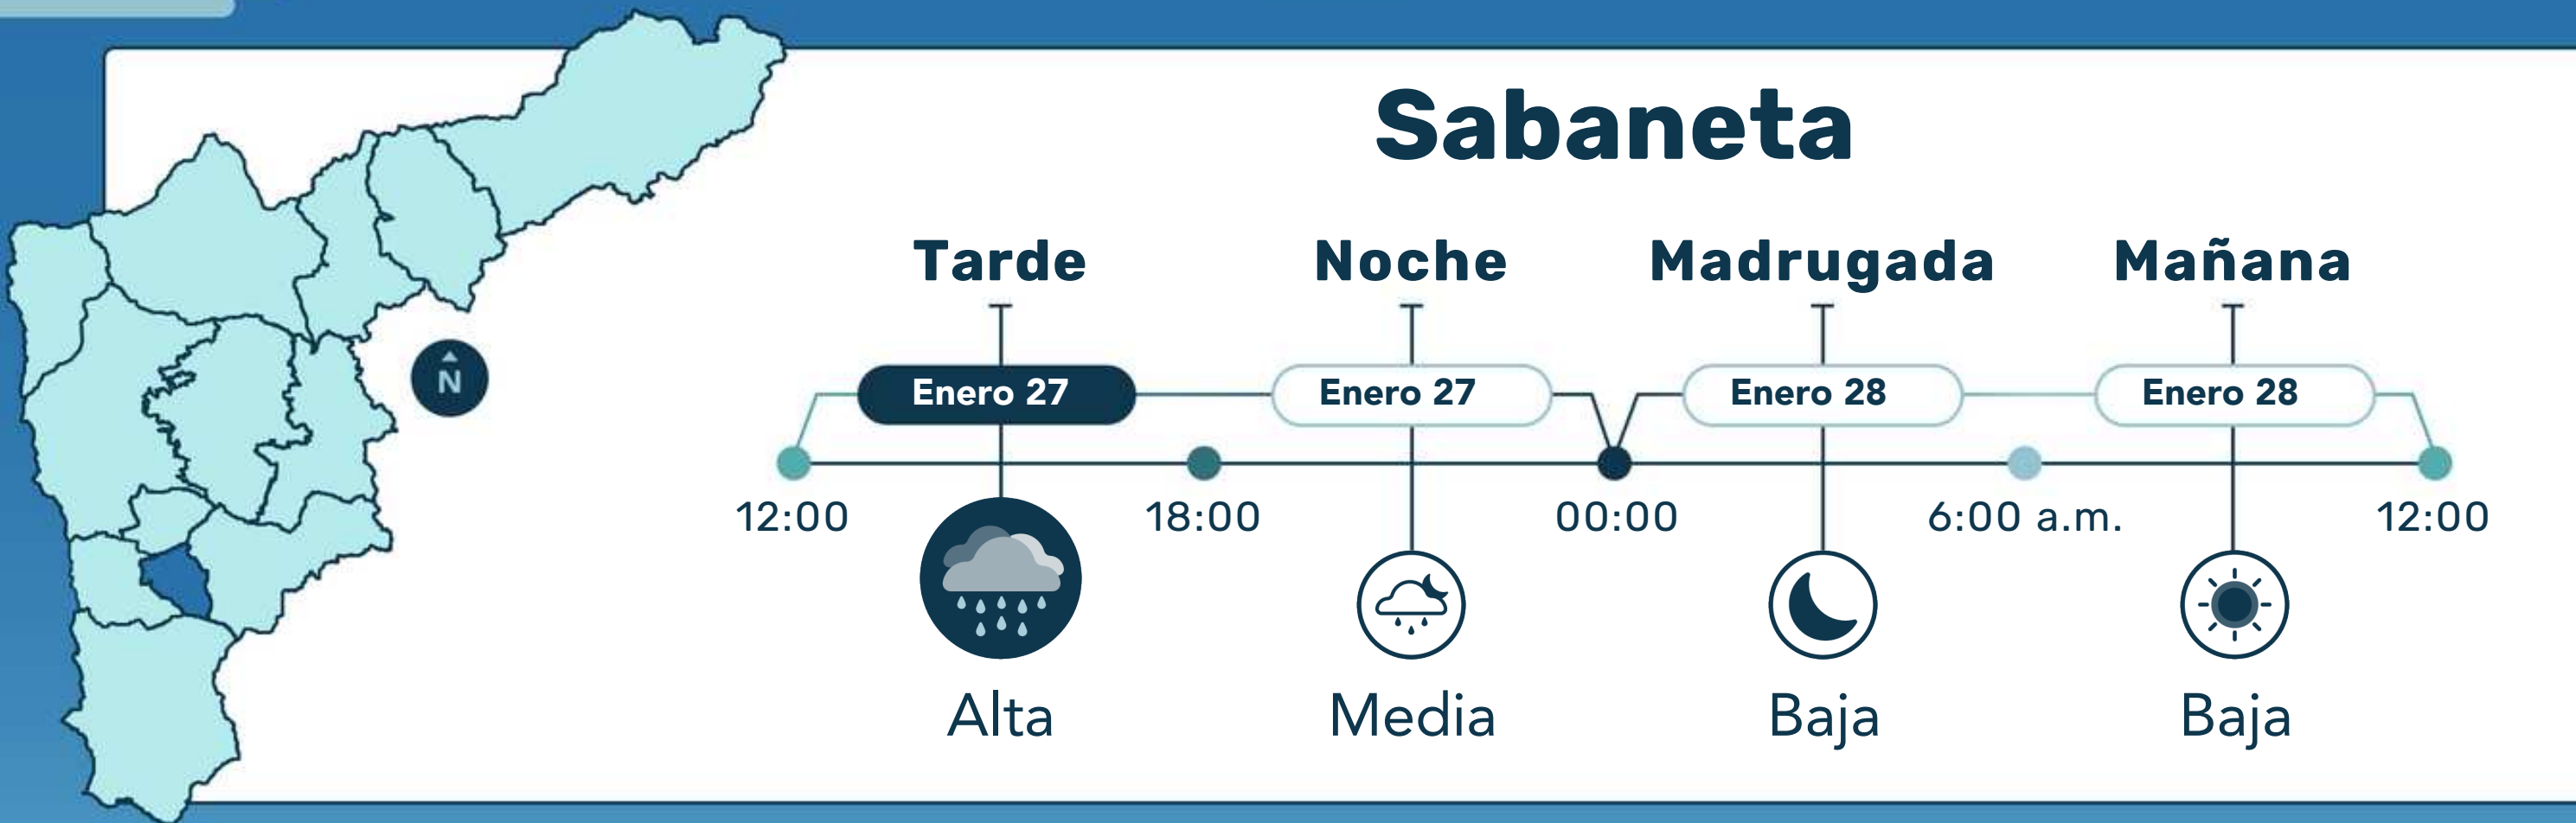 Sabaneta
Tarde Noche Madrugada Mañana
N
Enero 27 Enero 27 Enero 28 Enero 28
12:00 18:00 00:00 6:00 a.m. 12:00
Alta Media Baja Baja